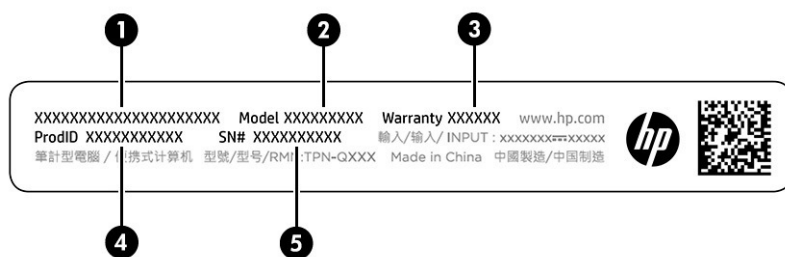 1 2 3
XXXXXXXXXXXXXXXXXXXXX Model XXXXXXXXX Warranty XXXXXX www.hp.com
ProdID XXXXXXXXXXX SN# XXXXXXXXXX 輸入/输入/ INPUT : xxxxxxx⎓xxxxx
筆計型電腦 / 便携式计算机 型號/型号/RMN:TPN-QXXX Made in China 中國製造/中国制造
hp
4 5